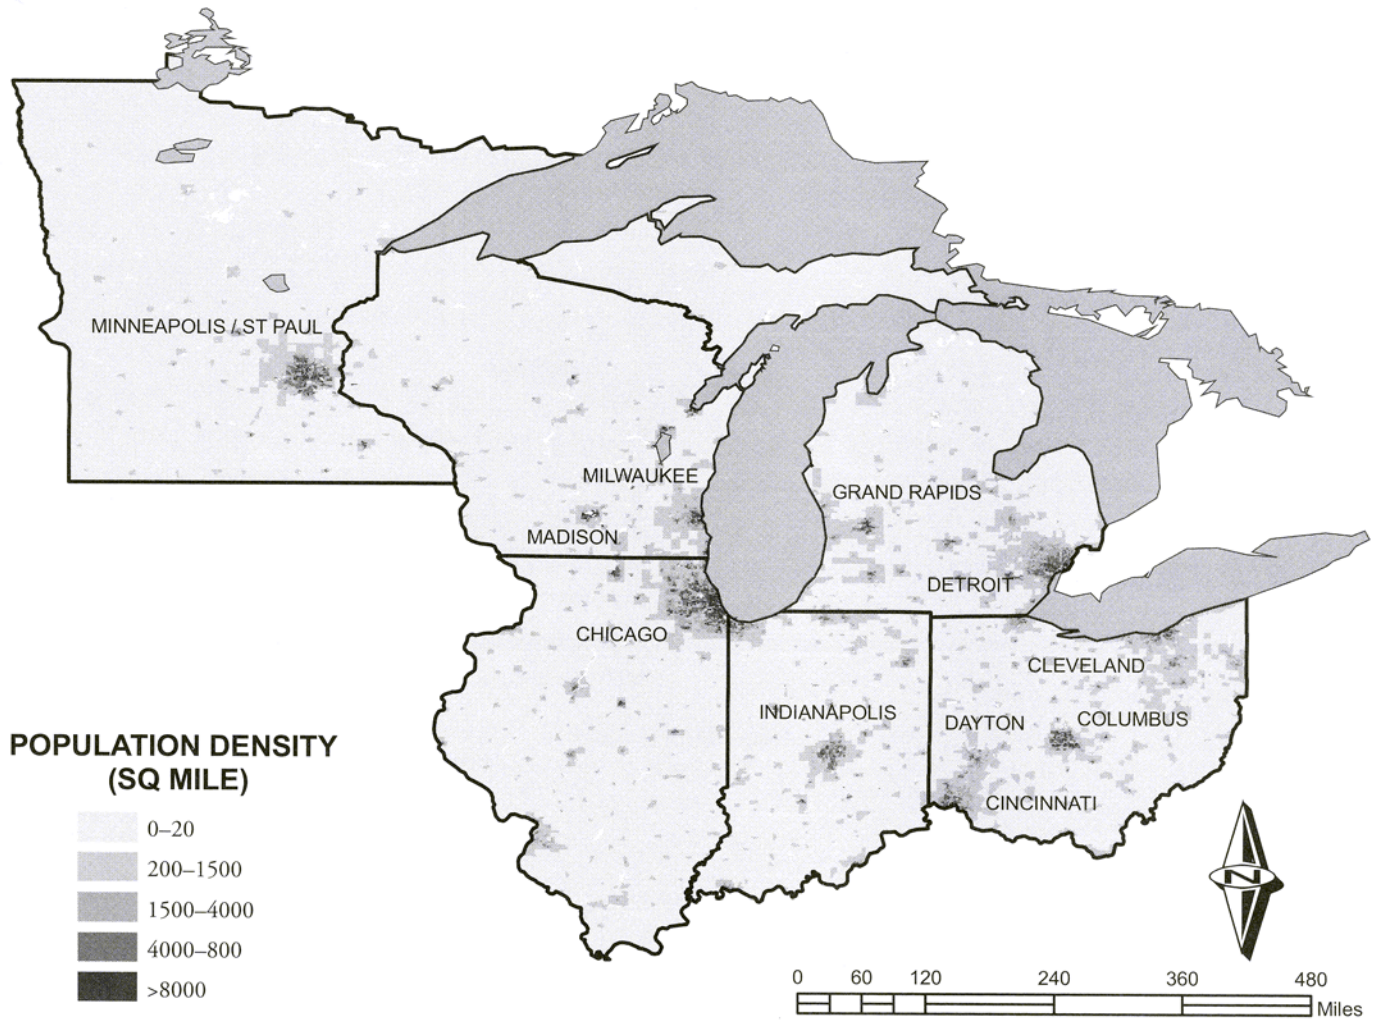 MINNEAPOLIS / ST PAUL
MILWAUKEE
GRAND RAPIDS
MADISON
DETROIT
CHICAGO
CLEVELAND
INDIANAPOLIS
DAYTON
COLUMBUS
CINCINNATI
POPULATION DENSITY
(SQ MILE)
0–20
200–1500
1500–4000
4000–800
>8000
N
0 60 120 240 360 480
Miles